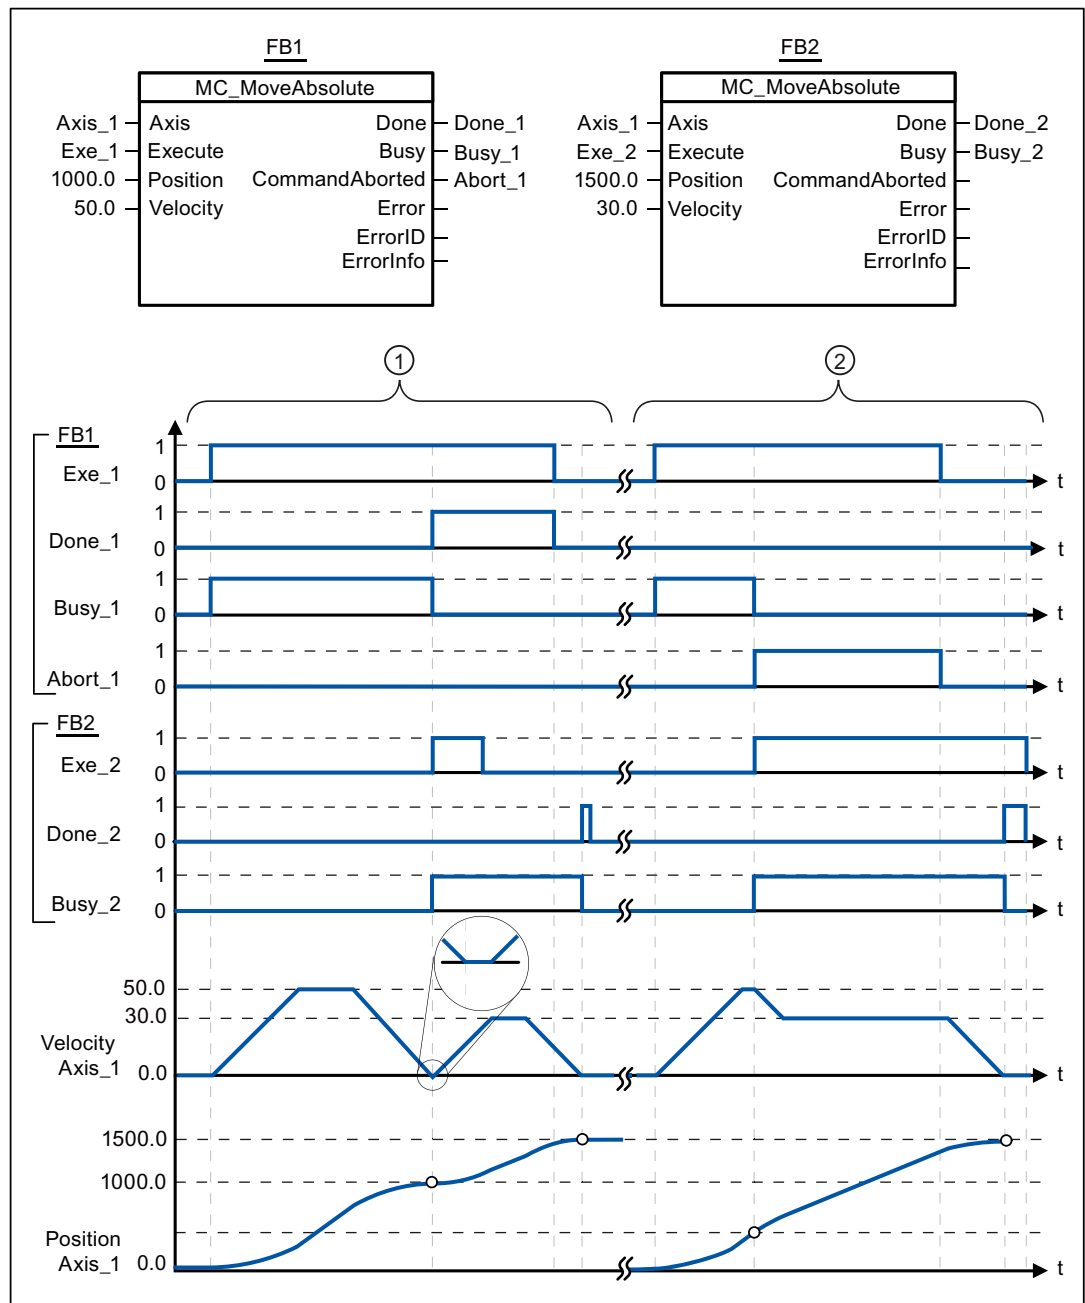 FB1 FB2
MC_MoveAbsolute MC_MoveAbsolute
Axis_1 Axis Done Done_1 Axis_1 Axis Done Done_2
Exe_1 Execute Busy Busy_1 Exe_2 Execute Busy Busy_2
1000.0 Position CommandAborted Abort_1 1500.0 Position CommandAborted
50.0 Velocity Error 30.0 Velocity Error
ErrorID ErrorID
ErrorInfo ErrorInfo
1 2
FB1
1
Exe_1 0 t
1
Done_1 0 t
1
Busy_1 0 t
1
Abort_1 0 t
FB2
1
Exe_2 0 t
1
Done_2 0 t
1
Busy_2 0 t
50.0
30.0
Velocity
Axis_1 0.0 t
1500.0
1000.0
Position
Axis_1 0.0 t